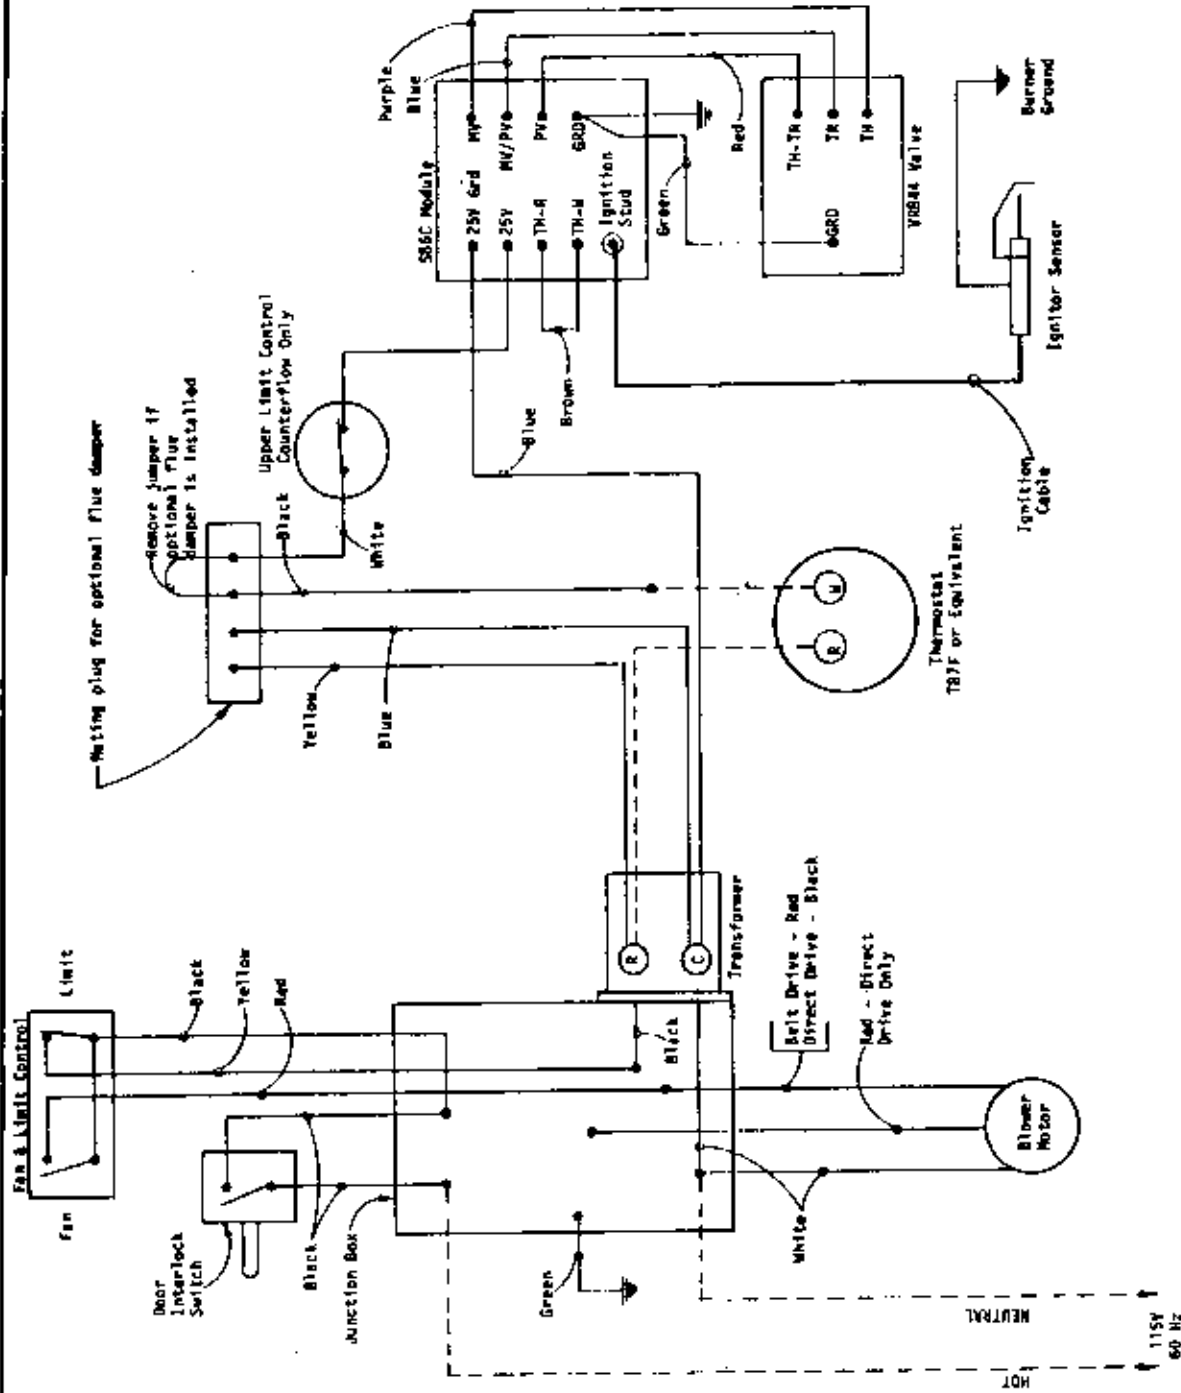 Fan & Limit Control
Fan
Limit
Door
Interlock
Switch
Black
Yellow
Red
Black
Junction Box
Green
HOT
NEUTRAL
115V
60 Hz
White
Black
Blower
Motor
Belt Drive - Red
Direct Drive - Black
Red - Direct
Drive Only
Transformer
R
C
Mating plug for optional flue damper
Remove jumper if
optional flue
damper is installed
Yellow
Blue
Black
White
Upper Limit Control
Counterflow Only
Thermostat
T87F or Equivalent
R
W
Blue
Brown
S86C Module
25V Grd
25V
TH-R
TH-W
Ignition
Stud
MV
MV/PV
PV
GRD
Purple
Blue
Green
Red
VR844 Valve
GRD
TH-TR
TR
TH
Ignition
Cable
Ignitor Sensor
Burner
Ground